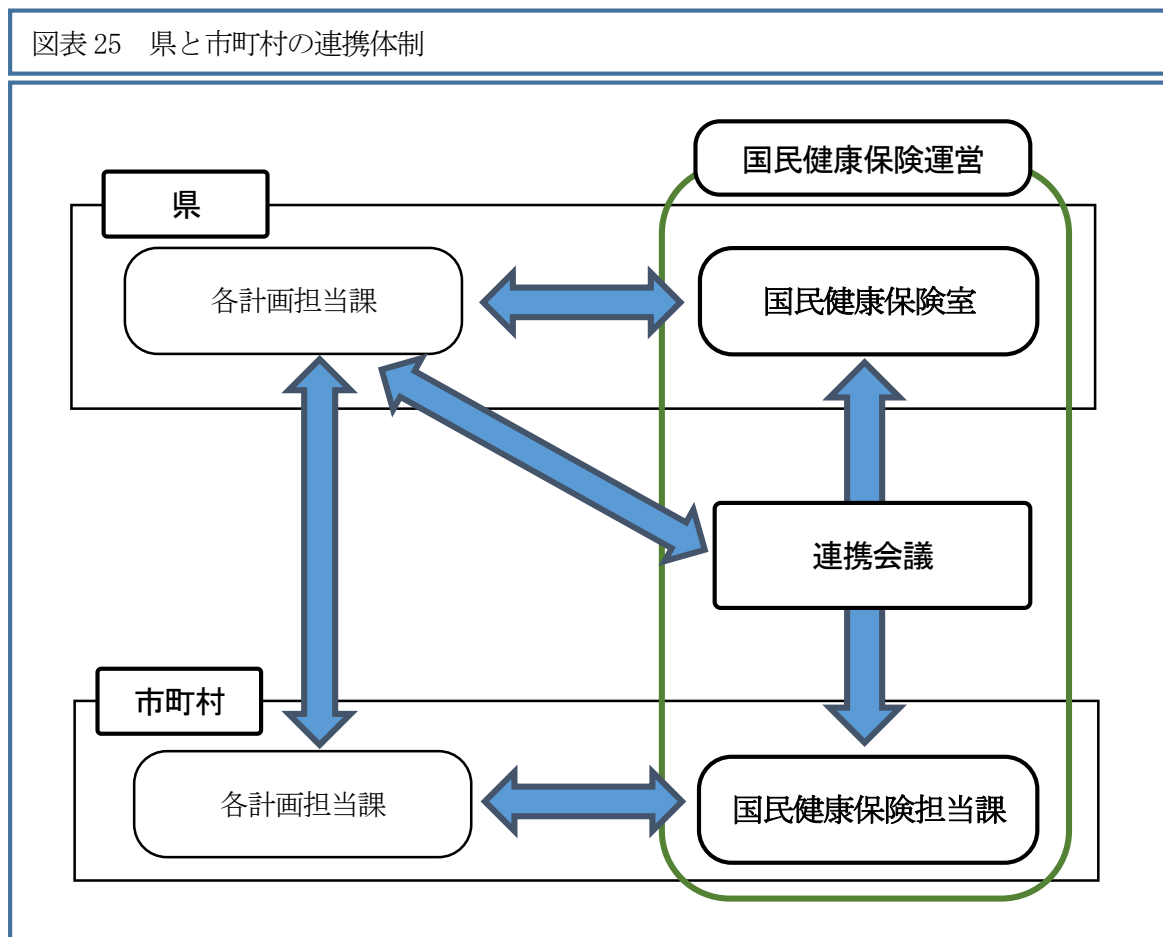 図表 25　県と市町村の連携体制
国民健康保険運営
県
各計画担当課
国民健康保険室
連携会議
市町村
各計画担当課
国民健康保険担当課